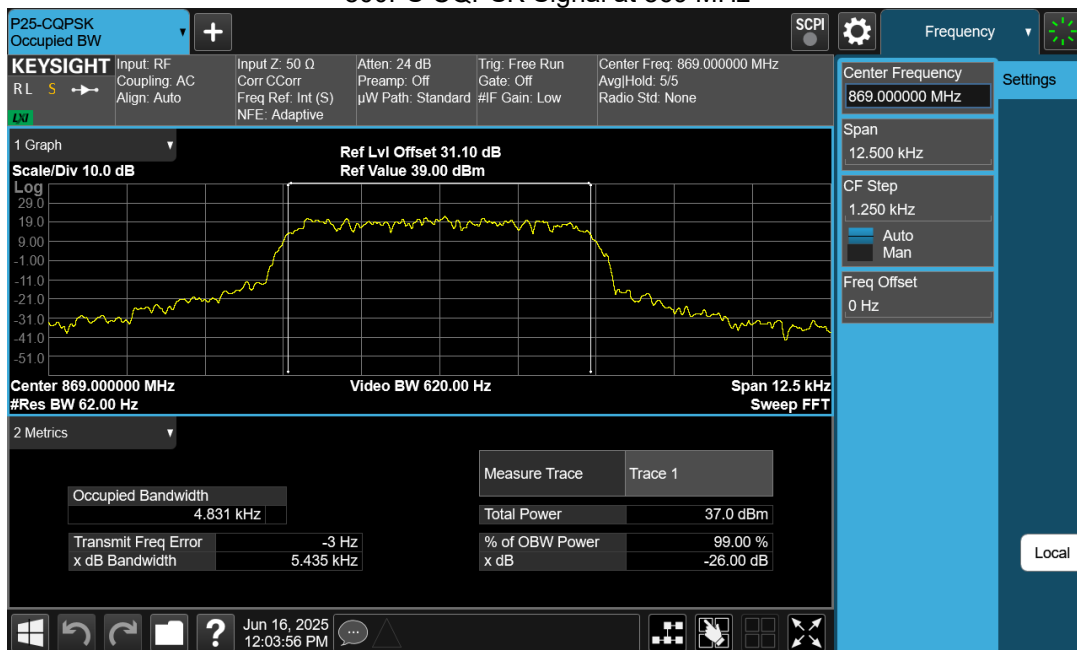 P25-CQPSK
Occupied BW
SCPI
Frequency
KEYSIGHT
R L S
LXI
Input: RF
Coupling: AC
Align: Auto
Input Z: 50 Ω
Corr CCorr
Freq Ref: Int (S)
NFE: Adaptive
Atten: 24 dB
Preamp: Off
µW Path: Standard
Trig: Free Run
Gate: Off
#IF Gain: Low
Center Freq: 869.000000 MHz
Avg|Hold: 5/5
Radio Std: None
Center Frequency
869.000000 MHz
Settings
Span
12.500 kHz
CF Step
1.250 kHz
Auto
Man
Freq Offset
0 Hz
1 Graph
Scale/Div 10.0 dB
Ref Lvl Offset 31.10 dB
Ref Value 39.00 dBm
Log
29.0
19.0
9.00
-1.00
-11.0
-21.0
-31.0
-41.0
-51.0
Center 869.000000 MHz
#Res BW 62.00 Hz
Video BW 620.00 Hz
Span 12.5 kHz
Sweep FFT
2 Metrics
Measure Trace Trace 1
Occupied Bandwidth
4.831 kHz
Total Power 37.0 dBm
Transmit Freq Error -3 Hz
% of OBW Power 99.00 %
x dB Bandwidth 5.435 kHz
x dB -26.00 dB
Local
?
Jun 16, 2025
12:03:56 PM